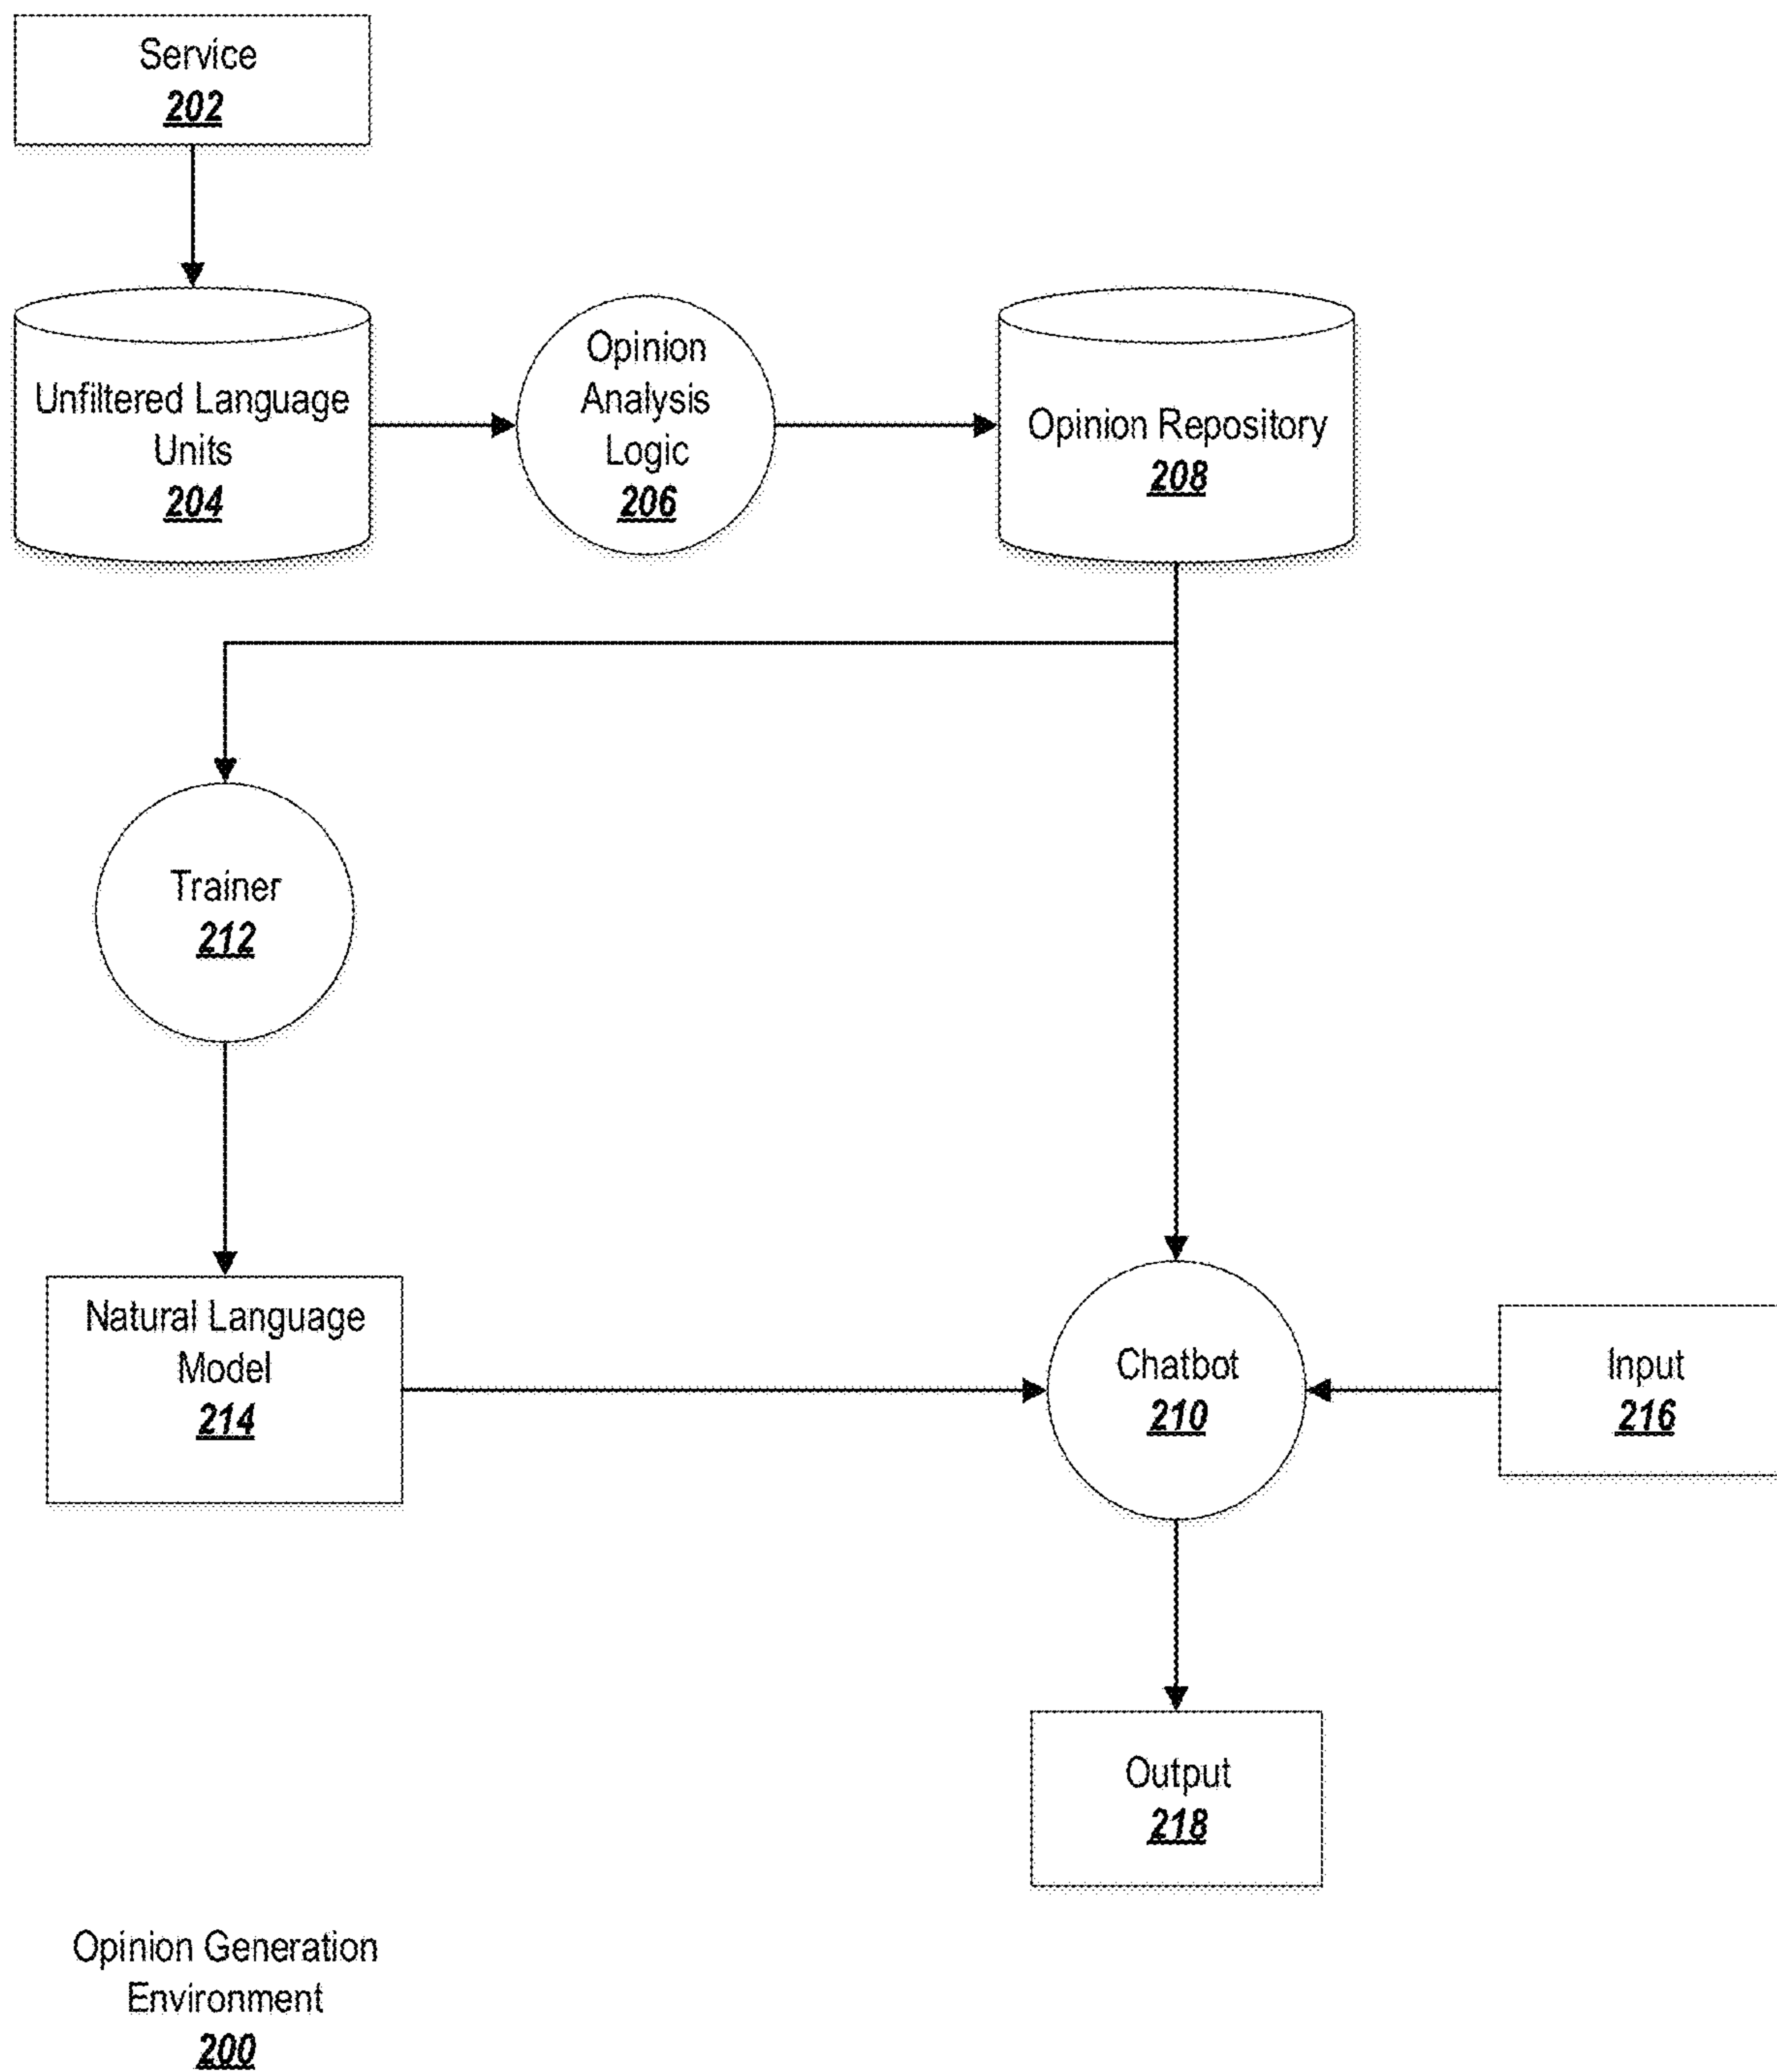 Service
202
Unfiltered Language
Units
204
Opinion
Analysis
Logic
206
Opinion Repository
208
Trainer
212
Natural Language
Model
214
Chatbot
210
Input
216
Output
218
Opinion Generation
Environment
200